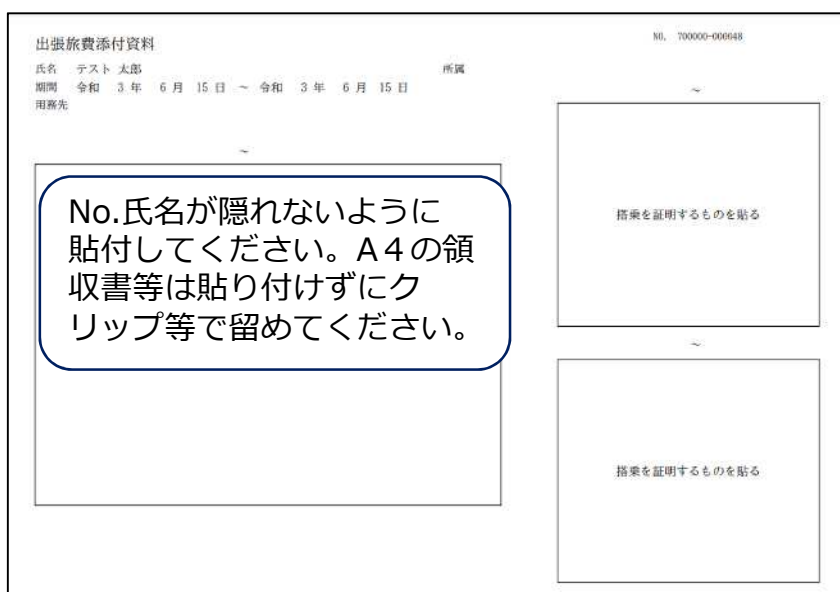 出張旅費添付資料
NO. 700000-000048
氏名 テスト 太郎 所属
期間 令和 3 年 6 月 15 日 ~ 令和 3 年 6 月 15 日
用務先
~
No.氏名が隠れないように
貼付してください。A４の領
収書等は貼り付けずにク
リップ等で留めてください。
~
搭乗を証明するものを貼る
~
搭乗を証明するものを貼る